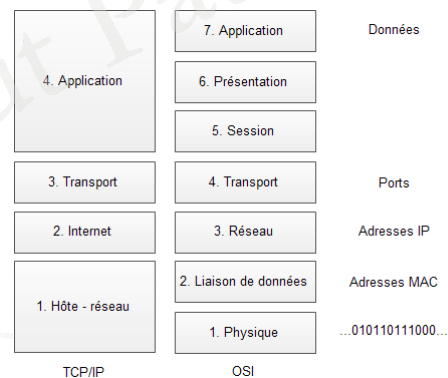 7. Application
Données
4. Application
6. Présentation
5. Session
3. Transport
4. Transport
Ports
2. Internet
3. Réseau
Adresses IP
2. Liaison de données
Adresses MAC
1. Hôte - réseau
1. Physique
...010110111000...
TCP/IP
OSI